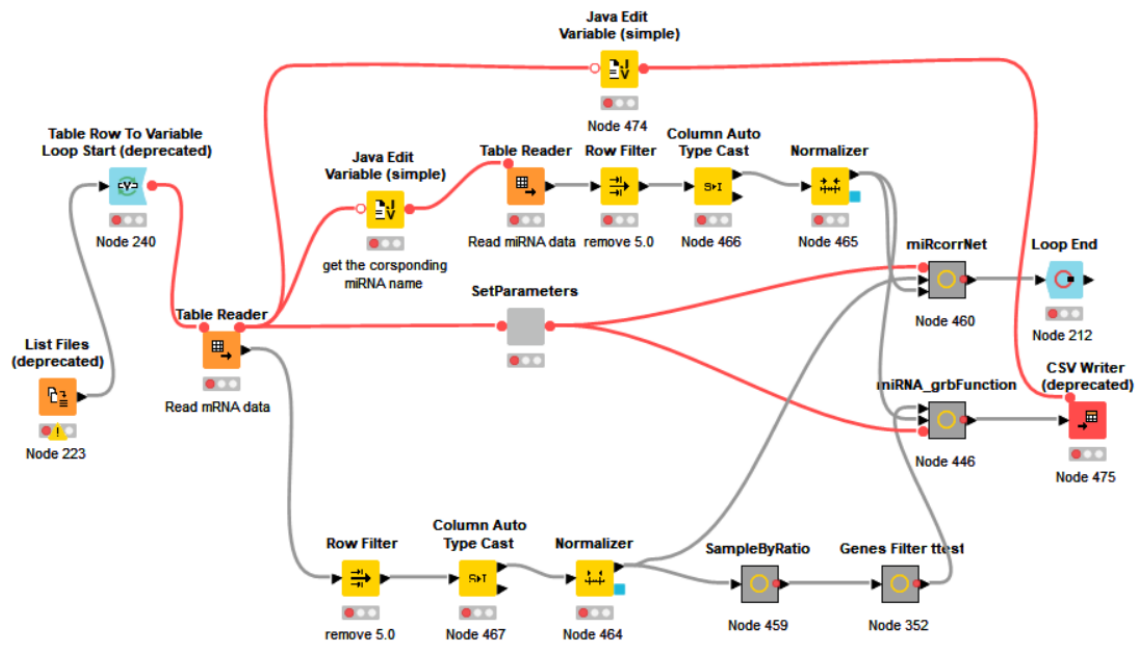 Java Edit
Variable (simple)
Node 474
Table Row To Variable
Loop Start (deprecated)
Node 240
Java Edit
Variable (simple)
get the corsponding
miRNA name
Table Reader
Read miRNA data
Row Filter
remove 5.0
Column Auto
Type Cast
Node 466
Normalizer
Node 465
miRcorrNet
Node 460
Loop End
Node 212
SetParameters
Table Reader
Read mRNA data
List Files
(deprecated)
Node 223
miRNA_grbFunction
Node 446
CSV Writer
(deprecated)
Node 475
Row Filter
remove 5.0
Column Auto
Type Cast
Node 467
Normalizer
Node 464
SampleByRatio
Node 459
Genes Filter ttest
Node 352